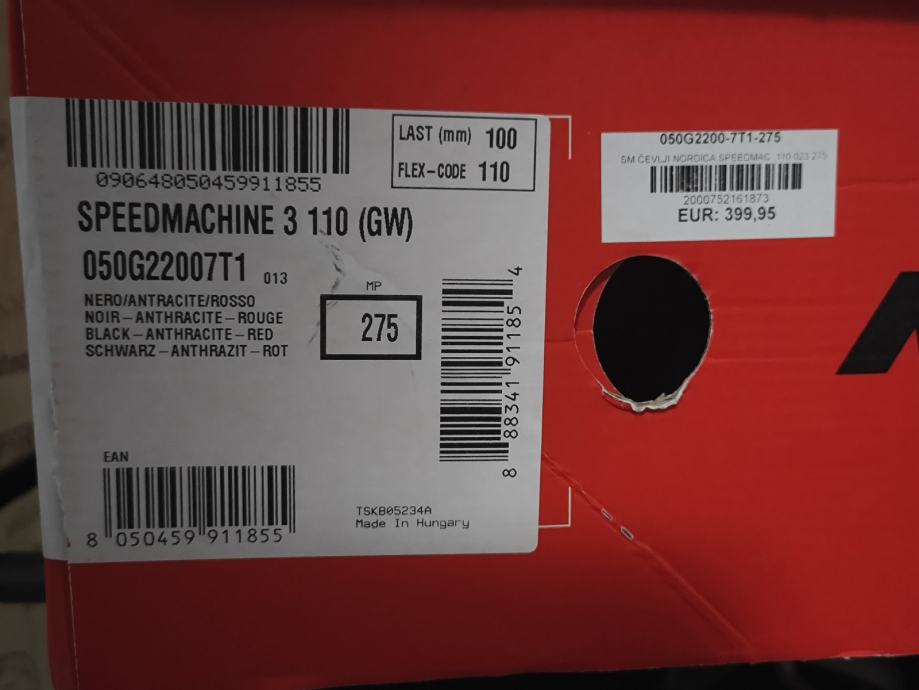 LAST (mm) 100
FLEX-CODE 110
090648050459911855
SPEEDMACHINE 3 110 (GW)
050G22007T1 013
NERO/ANTRACITE/ROSSO
NOIR-ANTHRACITE-ROUGE
BLACK-ANTHRACITE-RED
SCHWARZ-ANTHRAZIT-ROT
MP
275
8 88341 91185 4
EAN
8 050459 911855
TSKB05234A
Made In Hungary
050G2200-7T1-275
SM ČEVLJI NORDICA SPEEDMAC. 110 023 275
2000752161873
EUR: 399,95